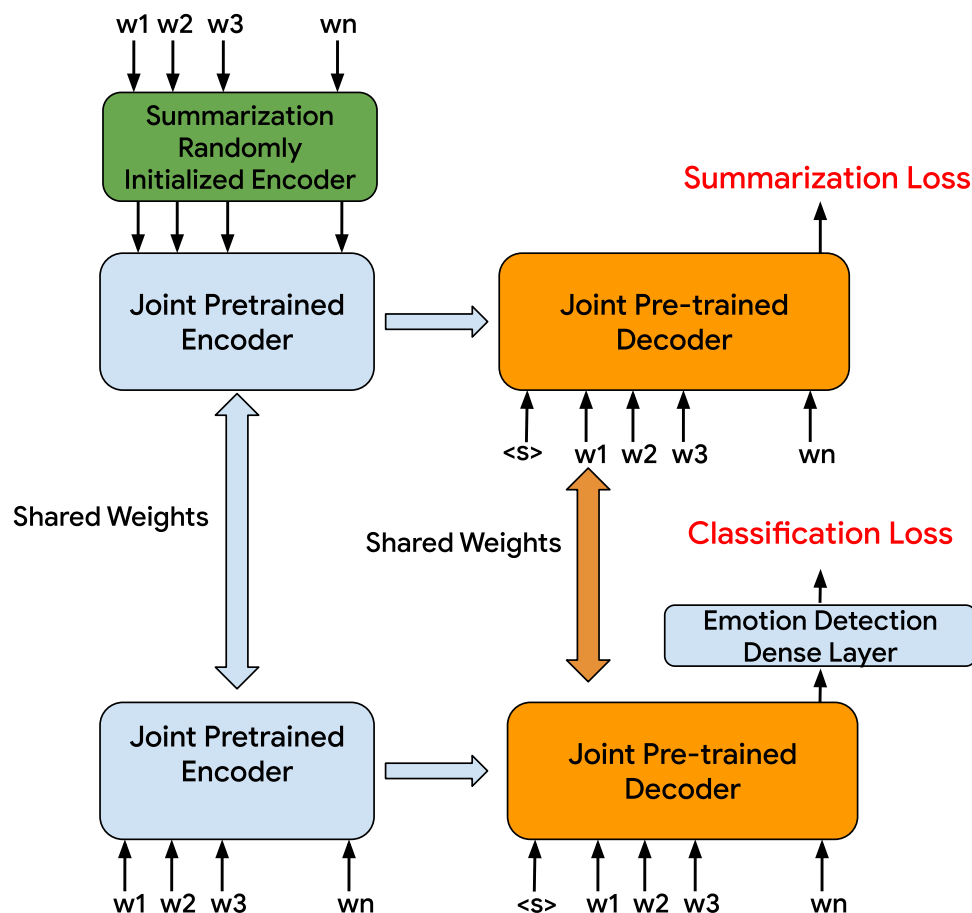 w1 w2 w3 wn
Summarization
Randomly
Initialized Encoder
Summarization Loss
Joint Pretrained
Encoder
Joint Pre-trained
Decoder
<s> w1 w2 w3 wn
Shared Weights
Shared Weights
Classification Loss
Emotion Detection
Dense Layer
Joint Pretrained
Encoder
Joint Pre-trained
Decoder
w1 w2 w3 wn
<s> w1 w2 w3 wn